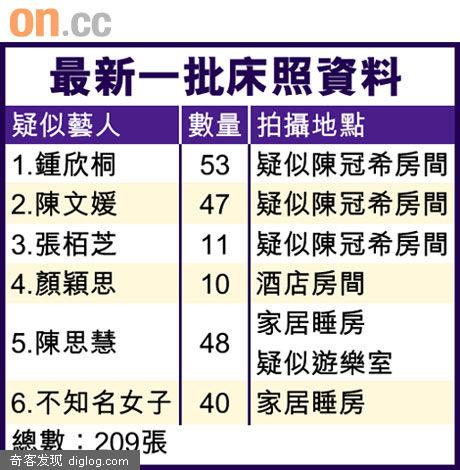 on.cc
最新一批床照資料
疑似藝人 數量 拍攝地點
1.鍾欣桐 53 疑似陳冠希房間
2.陳文媛 47 疑似陳冠希房間
3.張栢芝 11 疑似陳冠希房間
4.顏穎思 10 酒店房間
5.陳思慧 48 家居睡房
疑似遊樂室
6.不知名女子 40 家居睡房
總數：209張
奇客发现 diglog.com